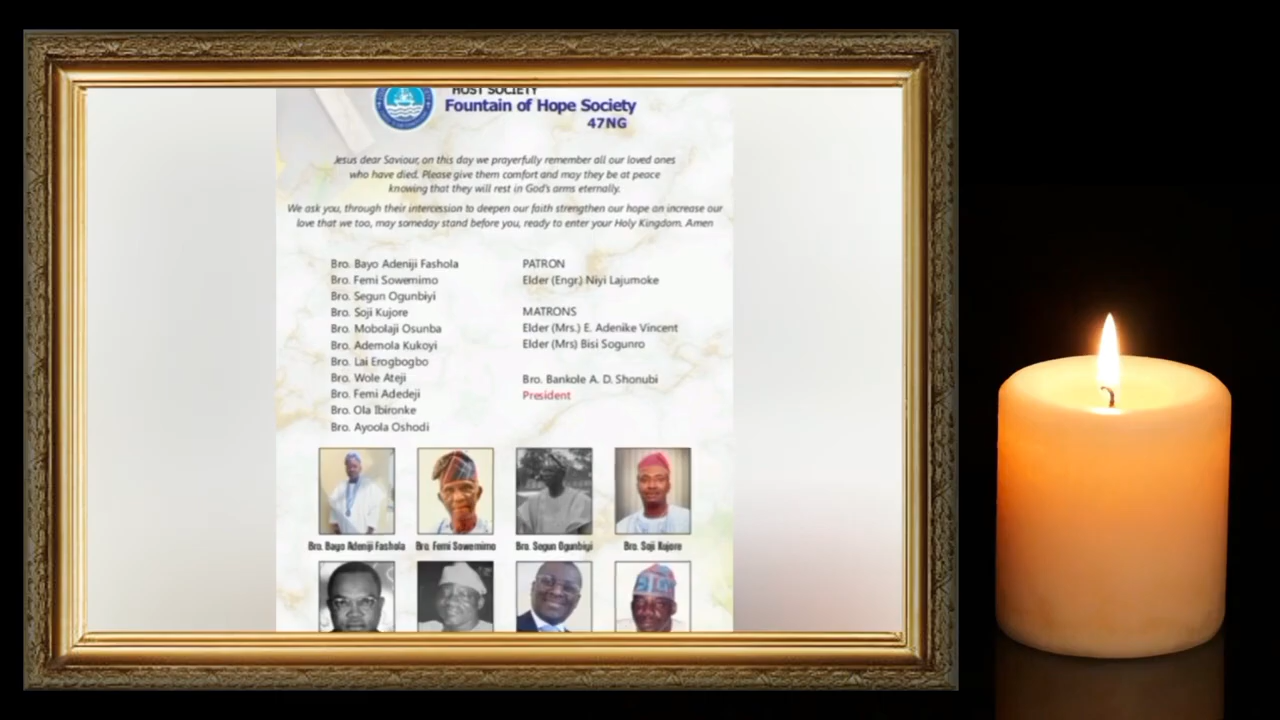 HOST SOCIETY
Fountain of Hope Society
47NG
Jesus dear Saviour, on this day we prayerfully remember all our loved ones
who have died. Please give them comfort and may they be at peace
knowing that they will rest in God's arms eternally.
We ask you, through their intercession to deepen our faith strengthen our hope an increase our
love that we too, may someday stand before you, ready to enter your Holy Kingdom. Amen
Bro. Bayo Adeniji Fashola
Bro. Femi Sowemimo
Bro. Segun Ogunbiyi
Bro. Soji Kujore
Bro. Mobolaji Osunba
Bro. Ademola Kukoyi
Bro. Lai Erogbogbo
Bro. Wole Ateji
Bro. Femi Adedeji
Bro. Ola Ibironke
Bro. Ayoola Oshodi
PATRON
Elder (Engr.) Niyi Lajumoke
MATRONS
Elder (Mrs.) E. Adenike Vincent
Elder (Mrs) Bisi Sogunro
Bro. Bankole A. D. Shonubi
President
Bro. Bayo Adeniji Fashola
Bro. Femi Sowemimo
Bro. Segun Ogunbiyi
Bro. Soji Kujore